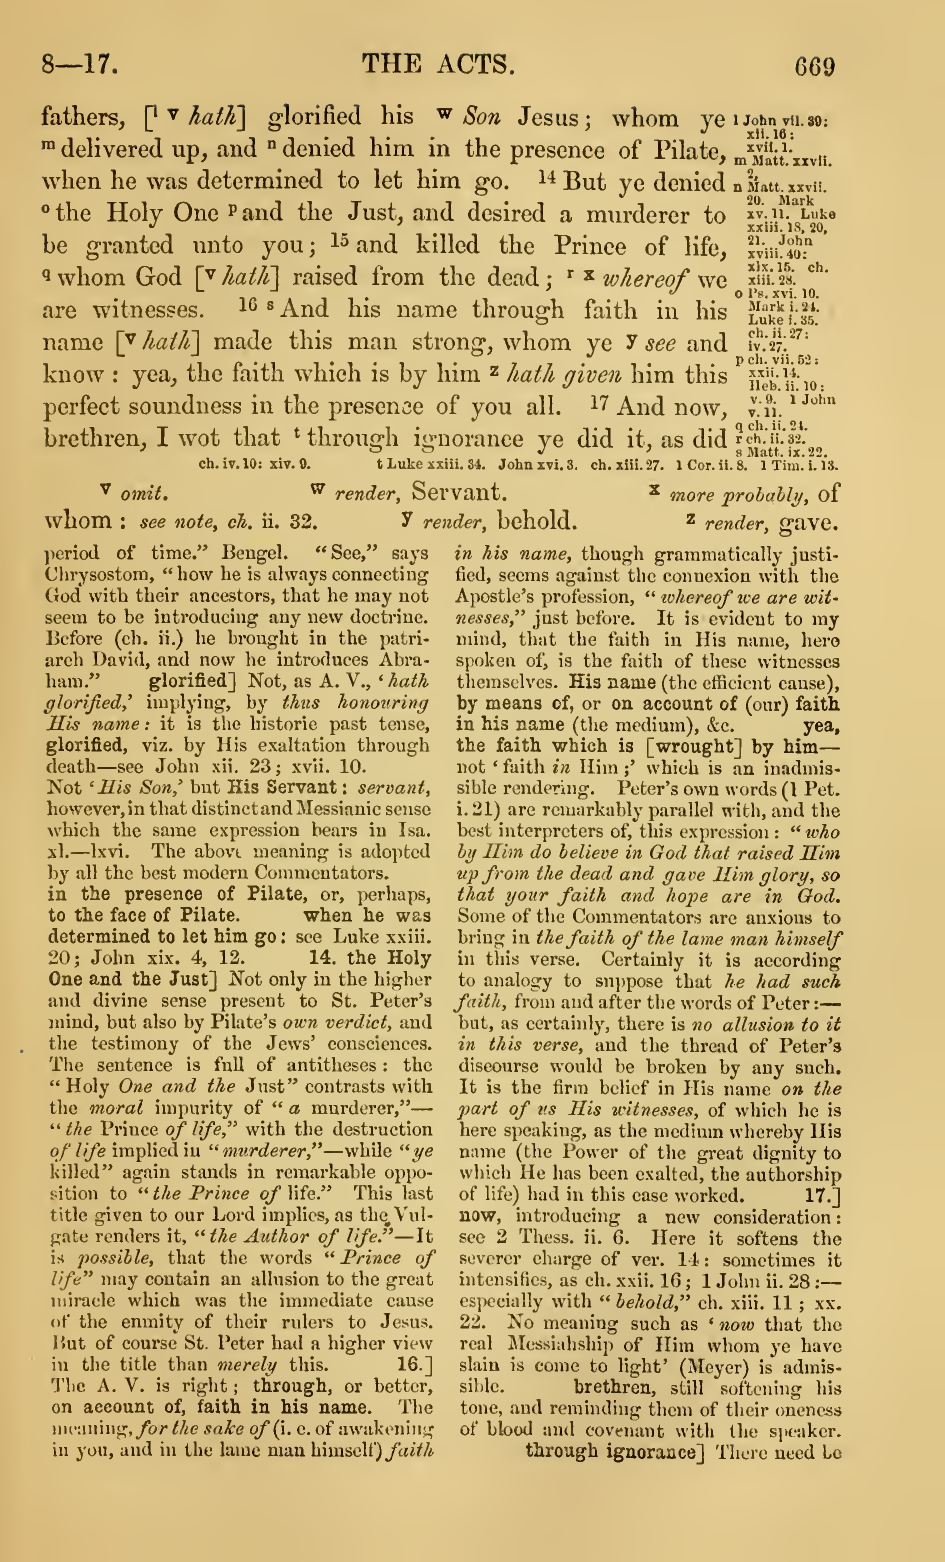 8—17.
THE ACTS.
669
fathers, [l v hath] glorified his w Son Jesus; whom ye
m delivered up, and n denied him in the presence of Pilate,
when he was determined to let him go. 14 But ye denied
o the Holy One p and the Just, and desired a murderer to
be granted unto you; 15 and killed the Prince of life,
q whom God [v hath] raised from the dead; r x whereof we
are witnesses. 16 s And his name through faith in his
name [v hath] made this man strong, whom ye y see and
know: yea, the faith which is by him z hath given him this
perfect soundness in the presence of you all. 17 And now,
brethren, I wot that t through ignorance ye did it, as did
l John vii. 39:
xii. 16:
xvii. 1.
m Matt. xxvii.
2.
n Matt. xxvii.
20. Mark
xv. 11. Luke
xxiii. 18, 20,
21. John
xviii. 40:
xix. 15. ch.
xiii. 28.
o Ps. xvi. 10.
Mark i. 24.
Luke i. 35.
ch. ii. 27:
iv. 27.
p ch. vii. 52:
xxii. 14.
Heb. ii. 10:
v. 9. 1 John
v. 11.
q ch. ii. 24.
r ch. ii. 32.
s Matt. ix. 22.
ch. iv. 10: xiv. 9. t Luke xxiii. 34. John xvi. 3. ch. xiii. 27. 1 Cor. ii. 8. 1 Tim. i. 13.
v omit. w render, Servant. x more probably, of
whom: see note, ch. ii. 32. y render, behold. z render, gave.
period of time." Bengel. "See," says
Chrysostom, "how he is always connecting
God with their ancestors, that he may not
seem to be introducing any new doctrine.
Before (ch. ii.) he brought in the patri-
arch David, and now he introduces Abra-
ham." glorified] Not, as A. V., 'hath
glorified,' implying, by thus honouring
His name: it is the historic past tense,
glorified, viz. by His exaltation through
death—see John xii. 23; xvii. 10.
Not 'His Son,' but His Servant: servant,
however, in that distinct and Messianic sense
which the same expression bears in Isa.
xl.—lxvi. The above meaning is adopted
by all the best modern Commentators.
in the presence of Pilate, or, perhaps,
to the face of Pilate. when he was
determined to let him go: see Luke xxiii.
20; John xix. 4, 12. 14. the Holy
One and the Just] Not only in the higher
and divine sense present to St. Peter's
mind, but also by Pilate's own verdict, and
the testimony of the Jews' consciences.
The sentence is full of antitheses: the
"Holy One and the Just" contrasts with
the moral impurity of "a murderer,"—
"the Prince of life," with the destruction
of life implied in "murderer,"—while "ye
killed" again stands in remarkable oppo-
sition to "the Prince of life." This last
title given to our Lord implies, as the Vul-
gate renders it, "the Author of life."—It
is possible, that the words "Prince of
life" may contain an allusion to the great
miracle which was the immediate cause
of the enmity of their rulers to Jesus.
But of course St. Peter had a higher view
in the title than merely this. 16.]
The A. V. is right; through, or better,
on account of, faith in his name. The
meaning, for the sake of (i. e. of awakening
in you, and in the lame man himself) faith
in his name, though grammatically justi-
fied, seems against the connexion with the
Apostle's profession, "whereof we are wit-
nesses," just before. It is evident to my
mind, that the faith in His name, here
spoken of, is the faith of these witnesses
themselves. His name (the efficient cause),
by means of, or on account of (our) faith
in his name (the medium), &c. yea,
the faith which is [wrought] by him—
not 'faith in Him;' which is an inadmis-
sible rendering. Peter's own words (1 Pet.
i. 21) are remarkably parallel with, and the
best interpreters of, this expression: "who
by Him do believe in God that raised Him
up from the dead and gave Him glory, so
that your faith and hope are in God.
Some of the Commentators are anxious to
bring in the faith of the lame man himself
in this verse. Certainly it is according
to analogy to suppose that he had such
faith, from and after the words of Peter:—
but, as certainly, there is no allusion to it
in this verse, and the thread of Peter's
discourse would be broken by any such.
It is the firm belief in His name on the
part of us His witnesses, of which he is
here speaking, as the medium whereby His
name (the Power of the great dignity to
which He has been exalted, the authorship
of life) had in this case worked. 17.]
now, introducing a new consideration:
see 2 Thess. ii. 6. Here it softens the
severer charge of ver. 14: sometimes it
intensifies, as ch. xxii. 16; 1 John ii. 28:—
especially with "behold," ch. xiii. 11; xx.
22. No meaning such as 'now that the
real Messiahship of Him whom ye have
slain is come to light' (Meyer) is admis-
sible. brethren, still softening his
tone, and reminding them of their oneness
of blood and covenant with the speaker.
through ignorance] There need be